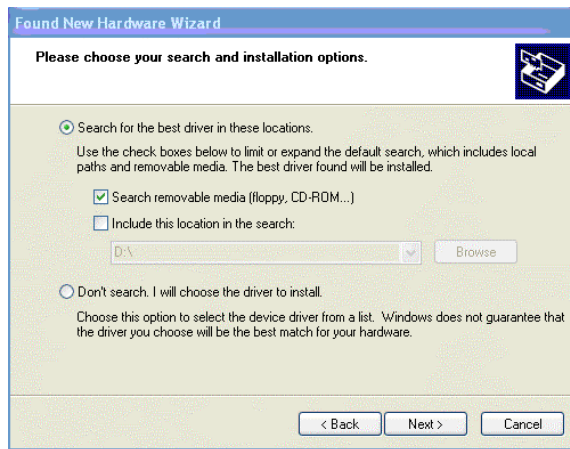 Found New Hardware Wizard
Please choose your search and installation options.
Search for the best driver in these locations.
Use the check boxes below to limit or expand the default search, which includes local
paths and removable media. The best driver found will be installed.
Search removable media (floppy, CD-ROM...)
Include this location in the search:
D:\
Browse
Don't search. I will choose the driver to install.
Choose this option to select the device driver from a list. Windows does not guarantee that
the driver you choose will be the best match for your hardware.
< Back Next > Cancel